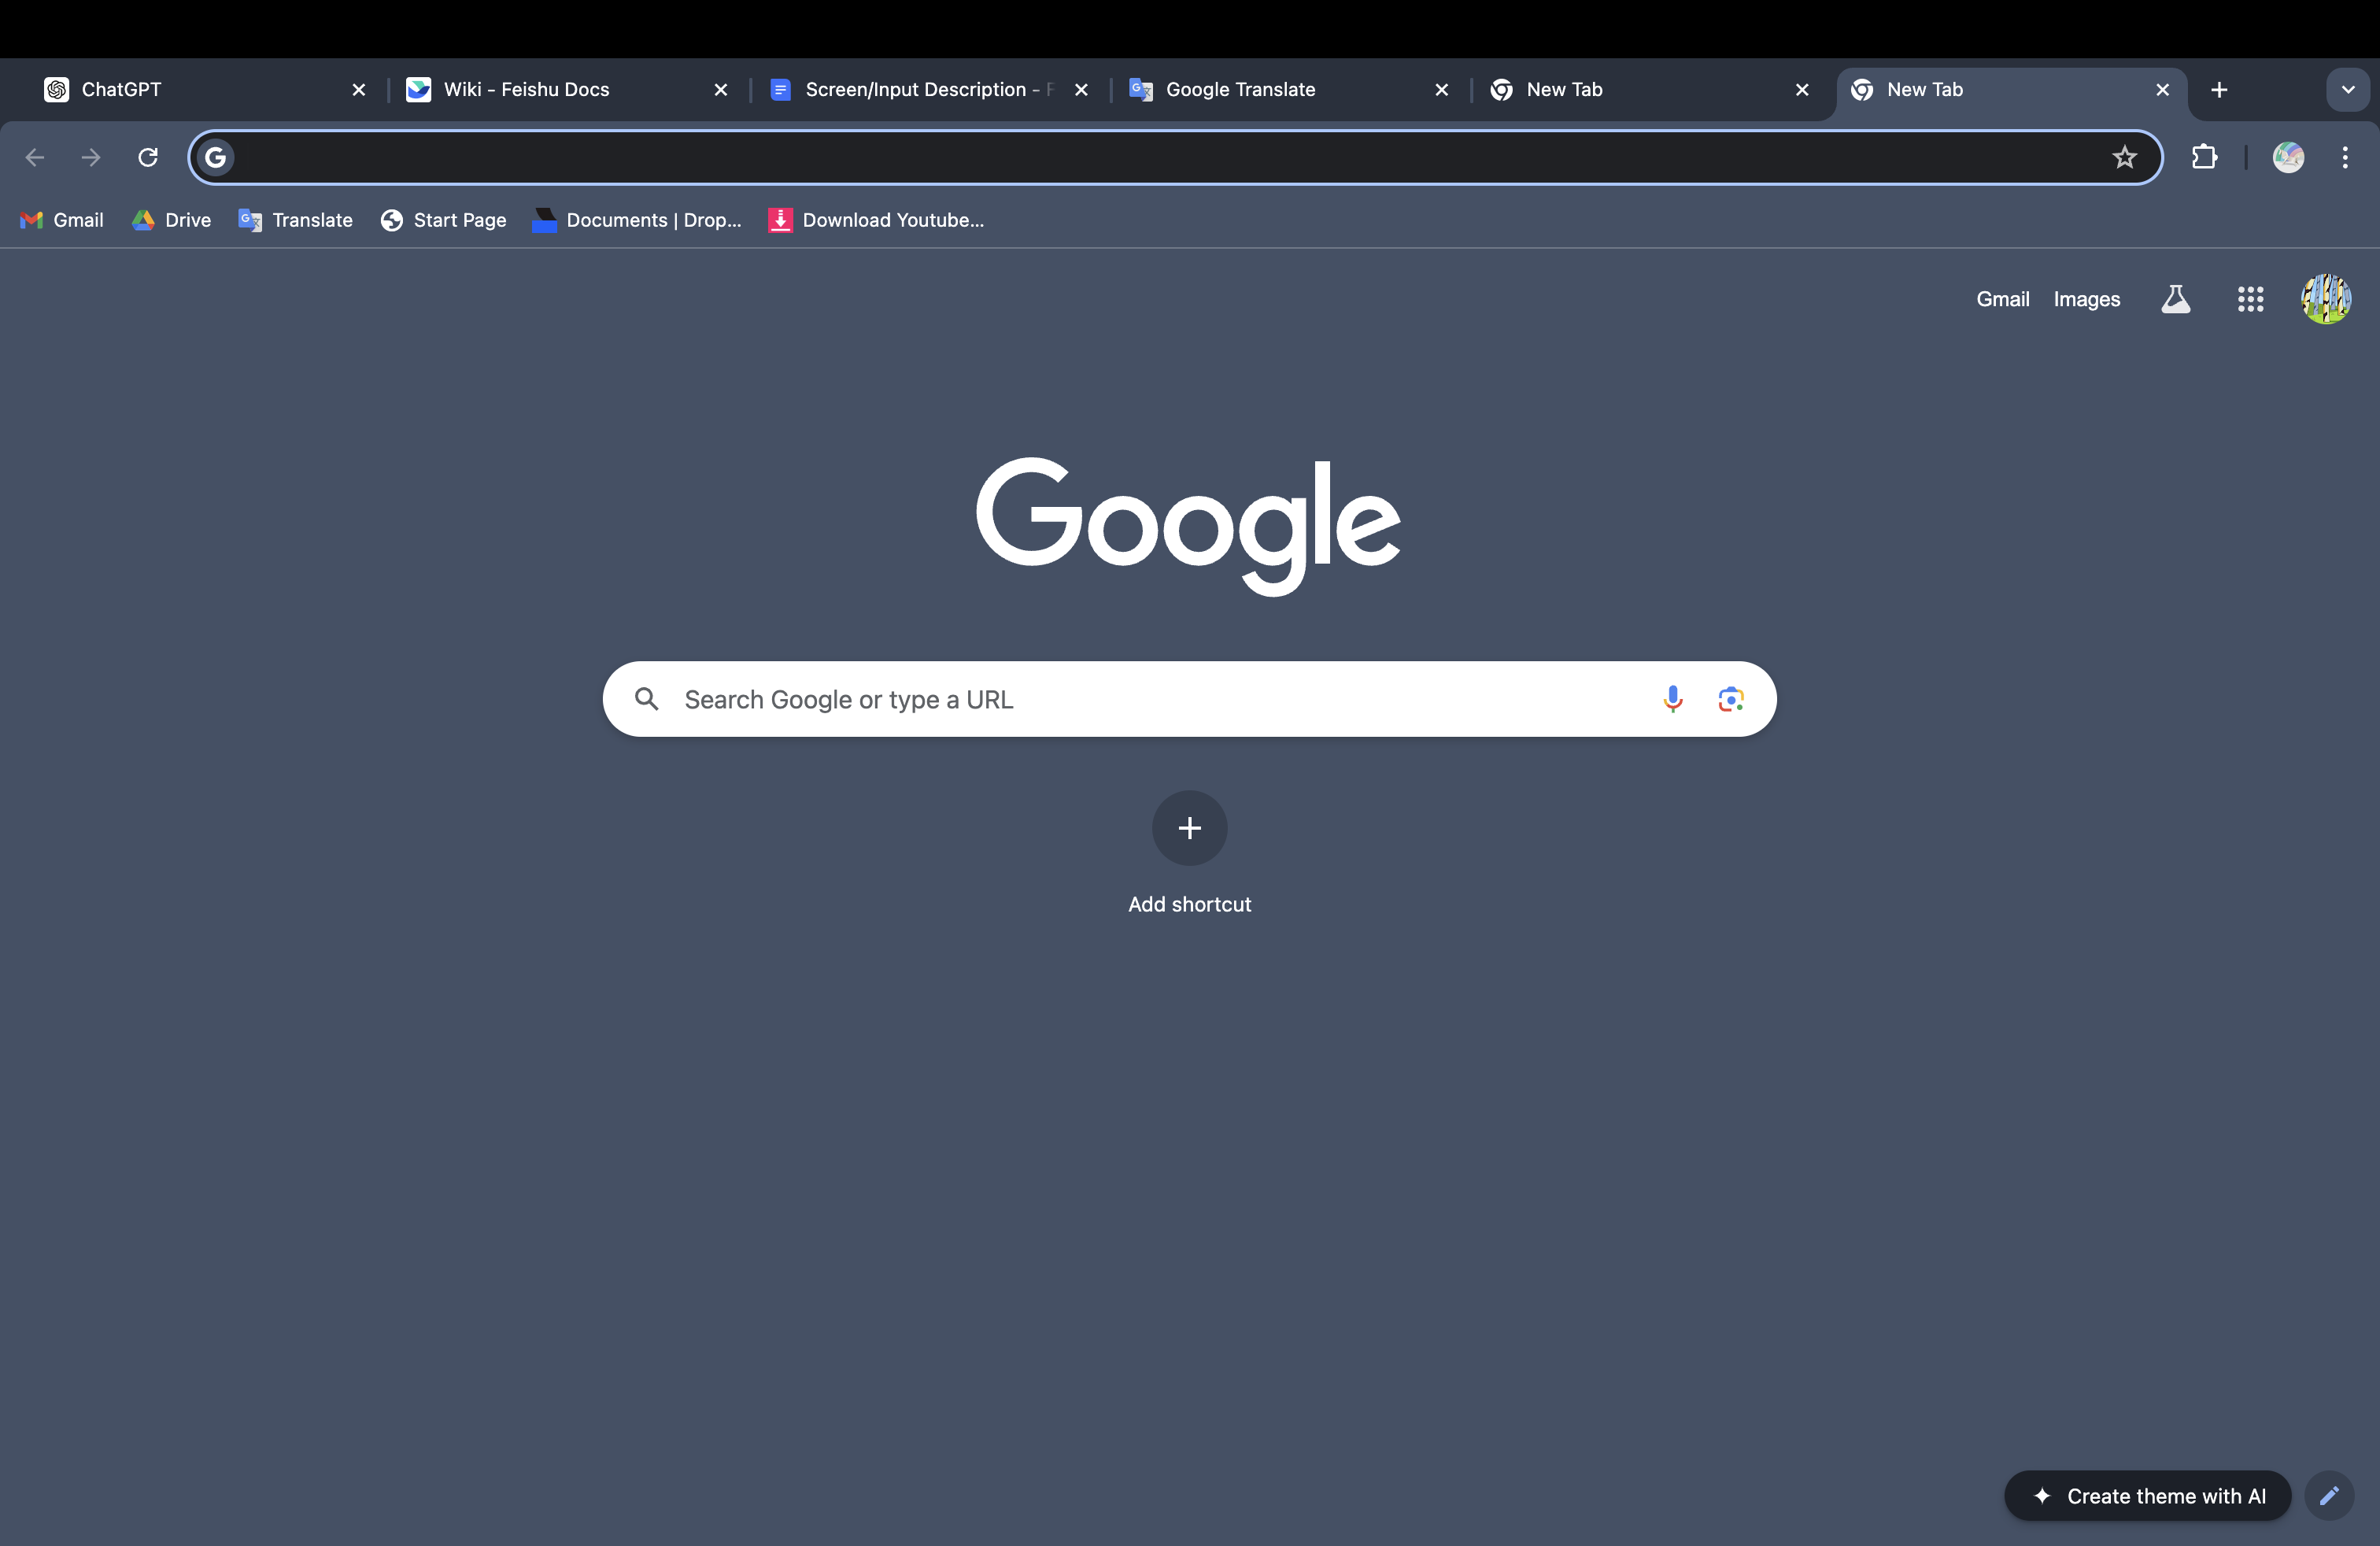 ChatGPT
Wiki - Feishu Docs
Screen/Input Description -
Google Translate
New Tab
New Tab
Gmail
Drive
Translate
Start Page
Documents | Drop...
Download Youtube...
Gmail Images
Google
Search Google or type a URL
Add shortcut
Create theme with AI